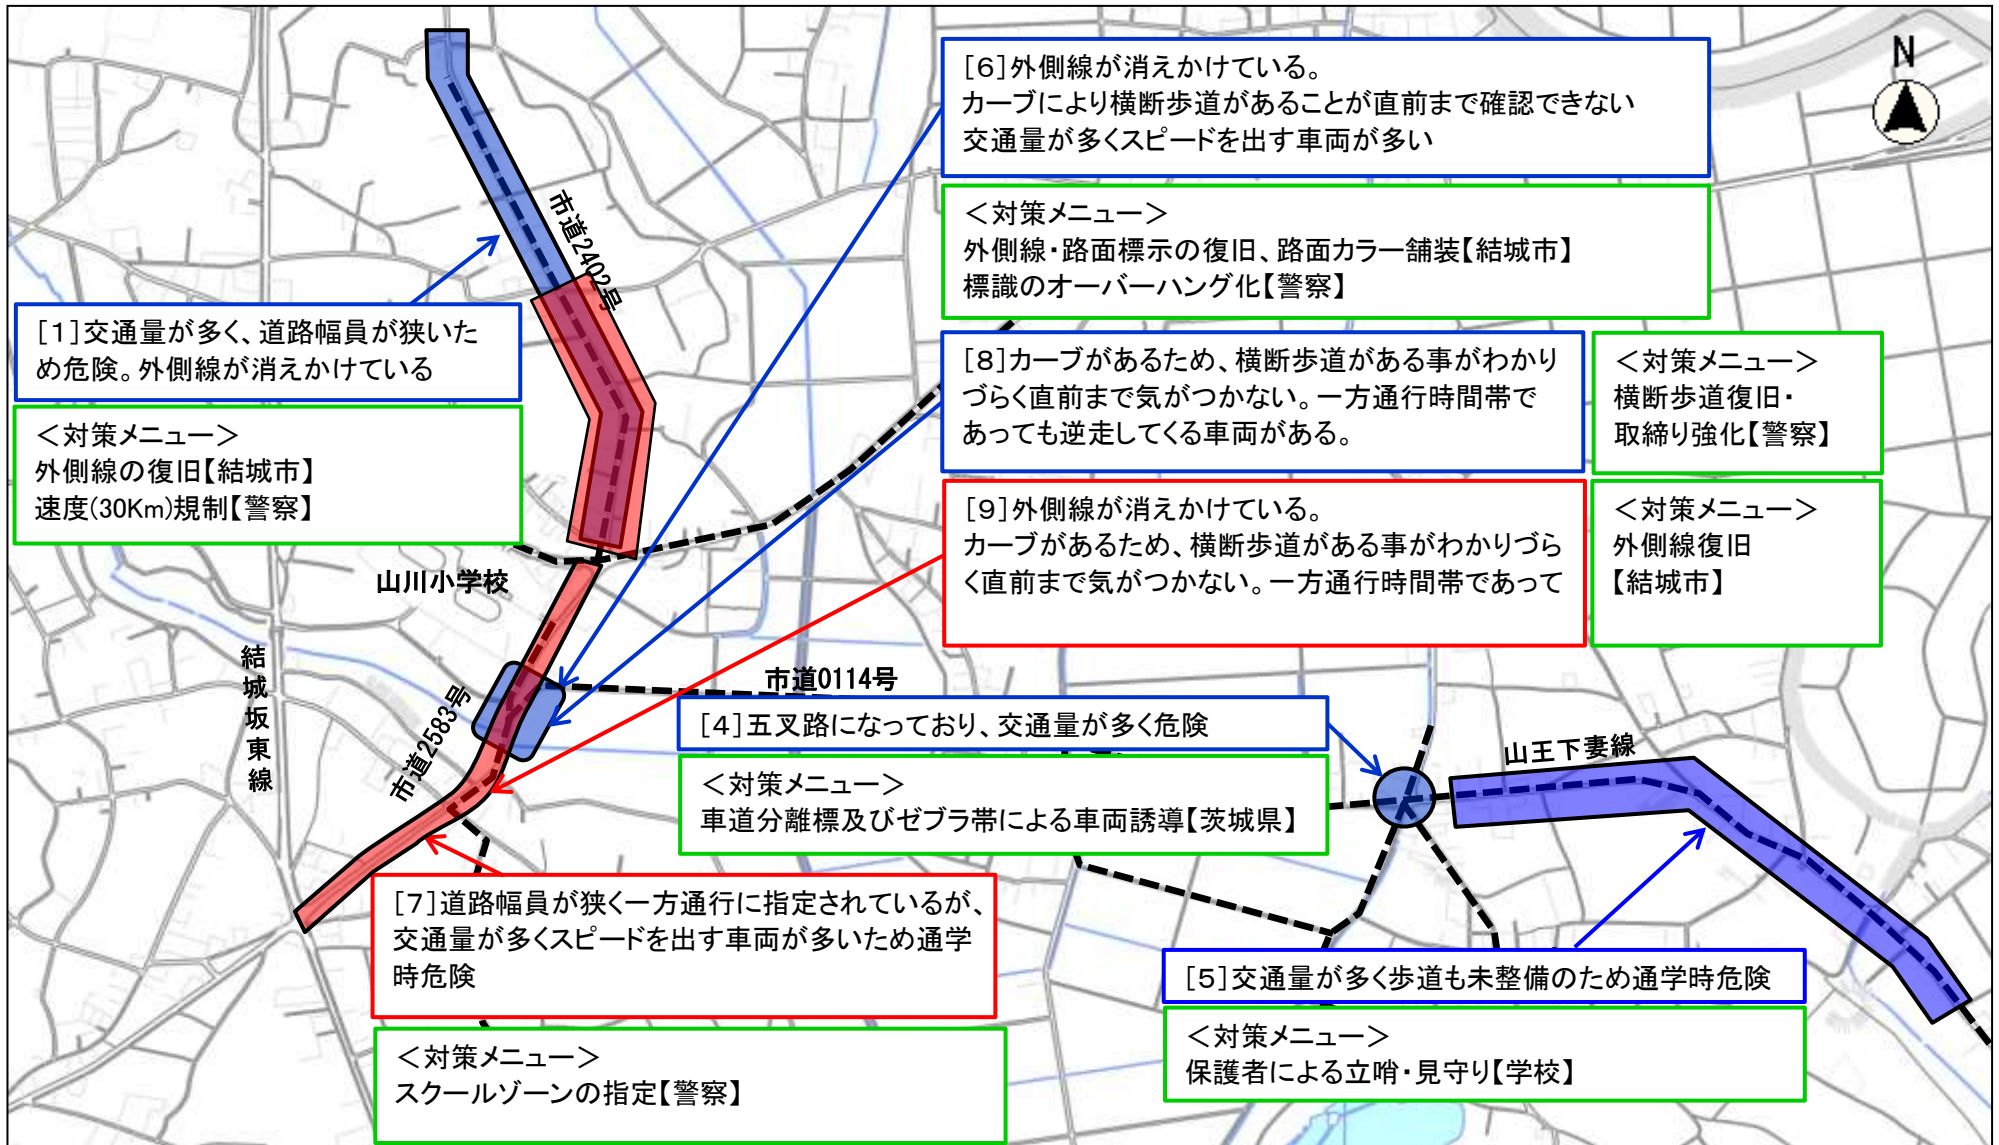 [6]外側線が消えかけている。
カーブにより横断歩道があることが直前まで確認できない
交通量が多くスピードを出す車両が多い
N
<対策メニュー>
外側線・路面標示の復旧、路面カラー舗装【結城市】
標識のオーバーハング化【警察】
市道2402号
[1]交通量が多く、道路幅員が狭いた
め危険。外側線が消えかけている
<対策メニュー>
外側線の復旧【結城市】
速度(30Km)規制【警察】
[8]カーブがあるため、横断歩道がある事がわかり
づらく直前まで気がつかない。一方通行時間帯で
あっても逆走してくる車両がある。
<対策メニュー>
横断歩道復旧・
取締り強化【警察】
[9]外側線が消えかけている。
カーブがあるため、横断歩道がある事がわかりづら
く直前まで気がつかない。一方通行時間帯であって
<対策メニュー>
外側線復旧
【結城市】
山川小学校
結城坂東線
市道2583号
市道0114号
[4]五叉路になっており、交通量が多く危険
<対策メニュー>
車道分離標及びゼブラ帯による車両誘導【茨城県】
山王下妻線
[7]道路幅員が狭く一方通行に指定されているが、
交通量が多くスピードを出す車両が多いため通学
時危険
<対策メニュー>
スクールゾーンの指定【警察】
[5]交通量が多く歩道も未整備のため通学時危険
<対策メニュー>
保護者による立哨・見守り【学校】